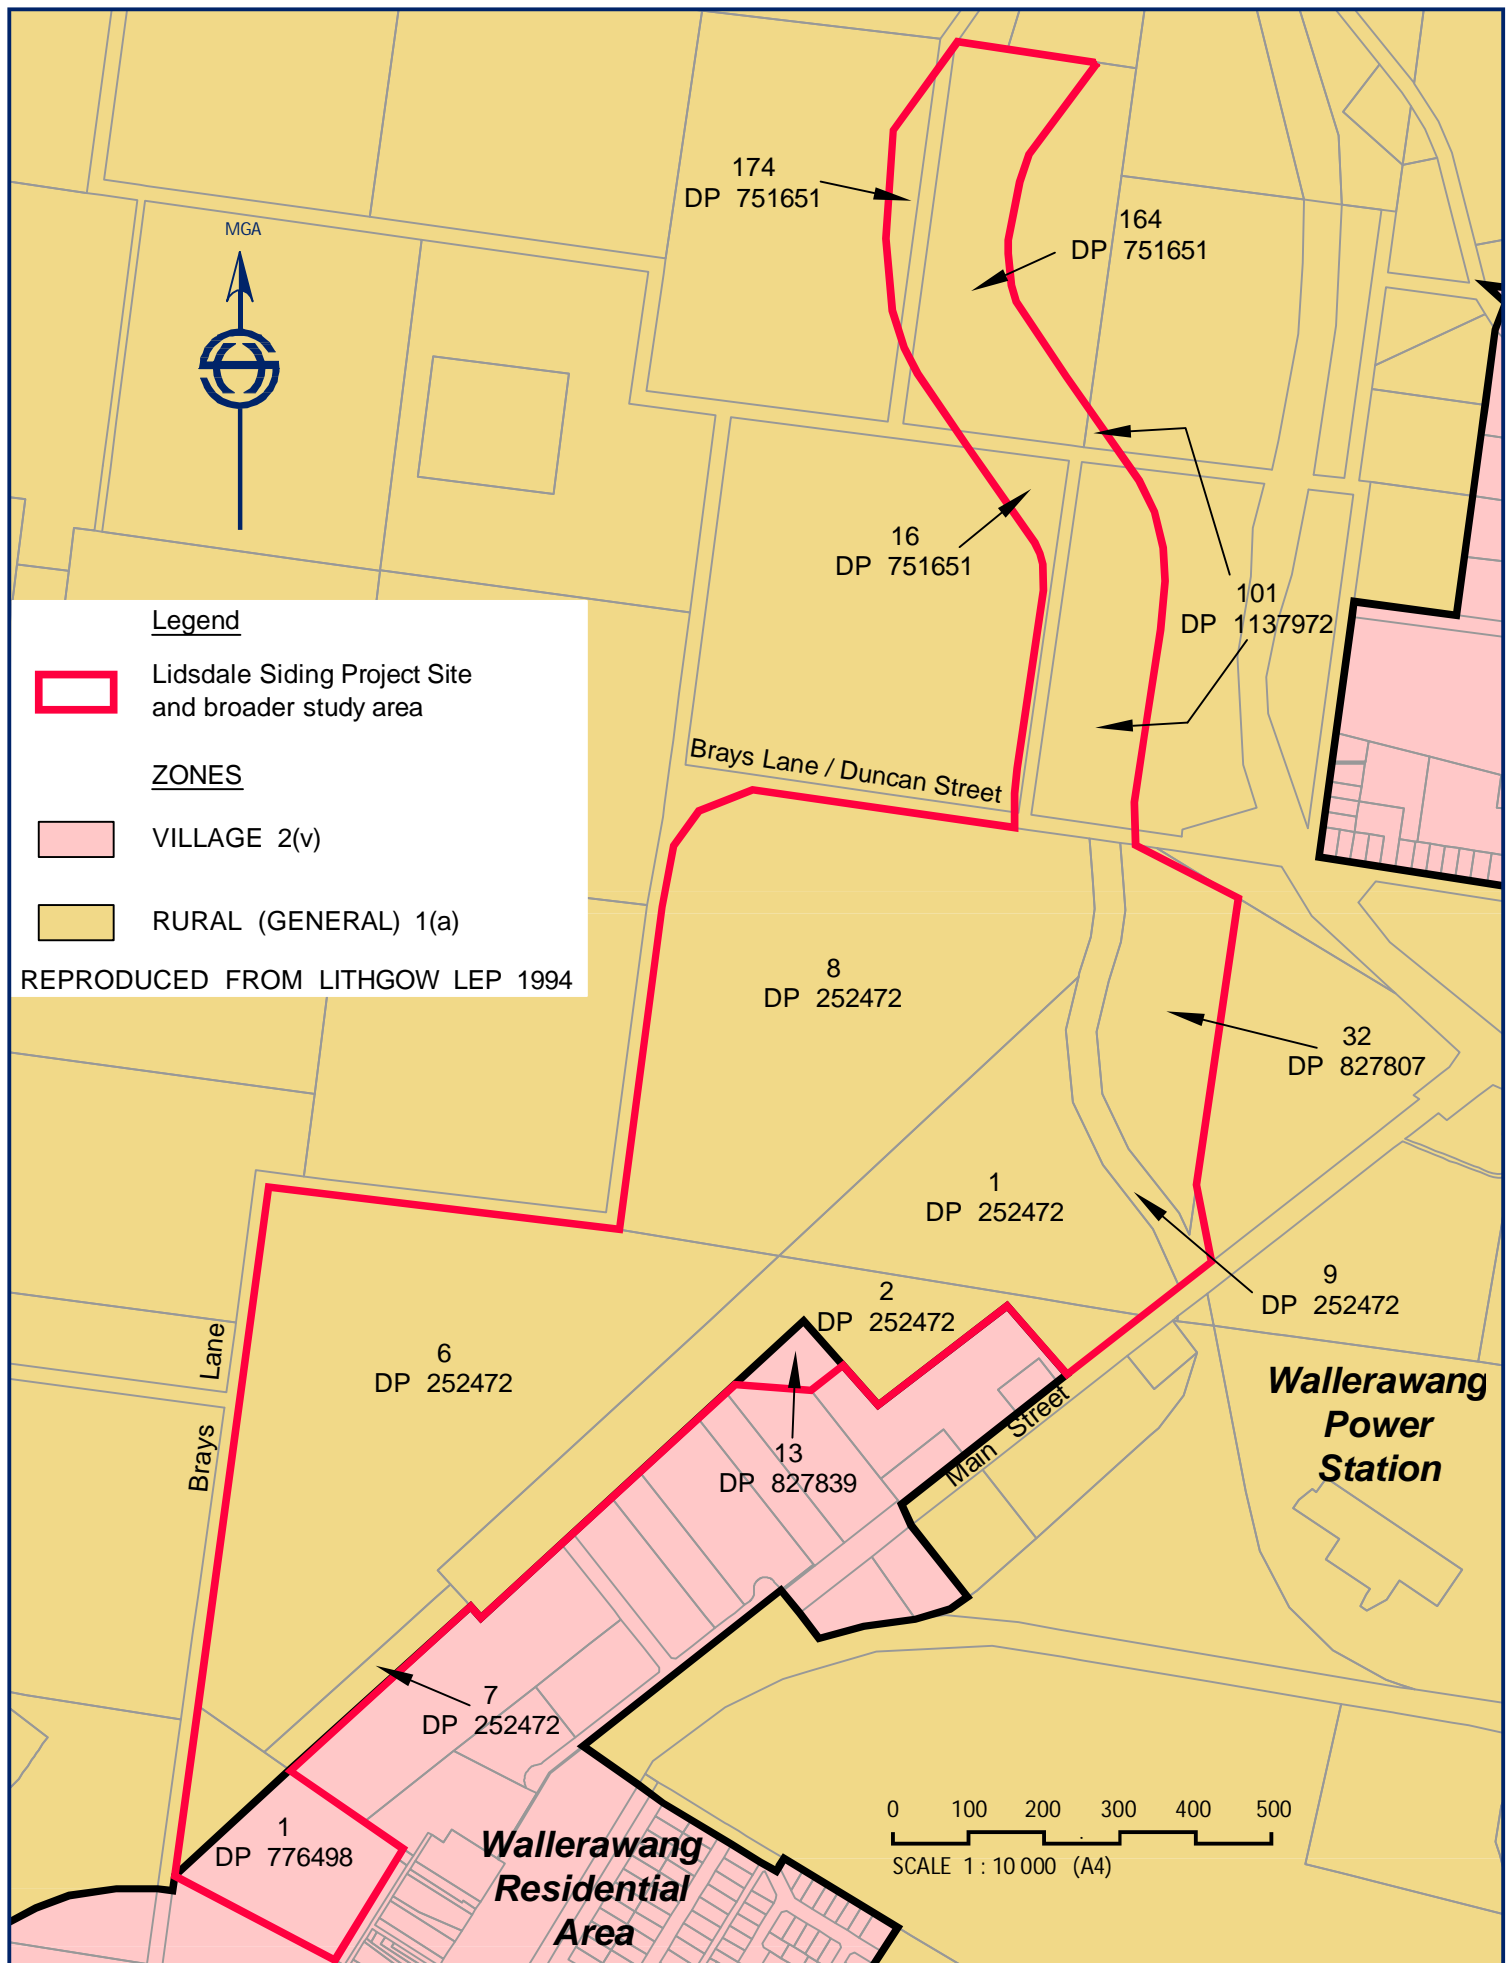 174
DP 751651
MGA
164
DP 751651
16
DP 751651
101
DP 1137972
Legend
Lidsdale Siding Project Site
and broader study area
ZONES
VILLAGE 2(v)
RURAL (GENERAL) 1(a)
REPRODUCED FROM LITHGOW LEP 1994
Brays Lane / Duncan Street
8
DP 252472
32
DP 827807
1
DP 252472
9
DP 252472
2
DP 252472
6
DP 252472
Brays Lane
Main Street
Wallerawang
Power
Station
13
DP 827839
7
DP 252472
1
DP 776498
Wallerawang
Residential
Area
0 100 200 300 400 500
SCALE 1 : 10 000 (A4)